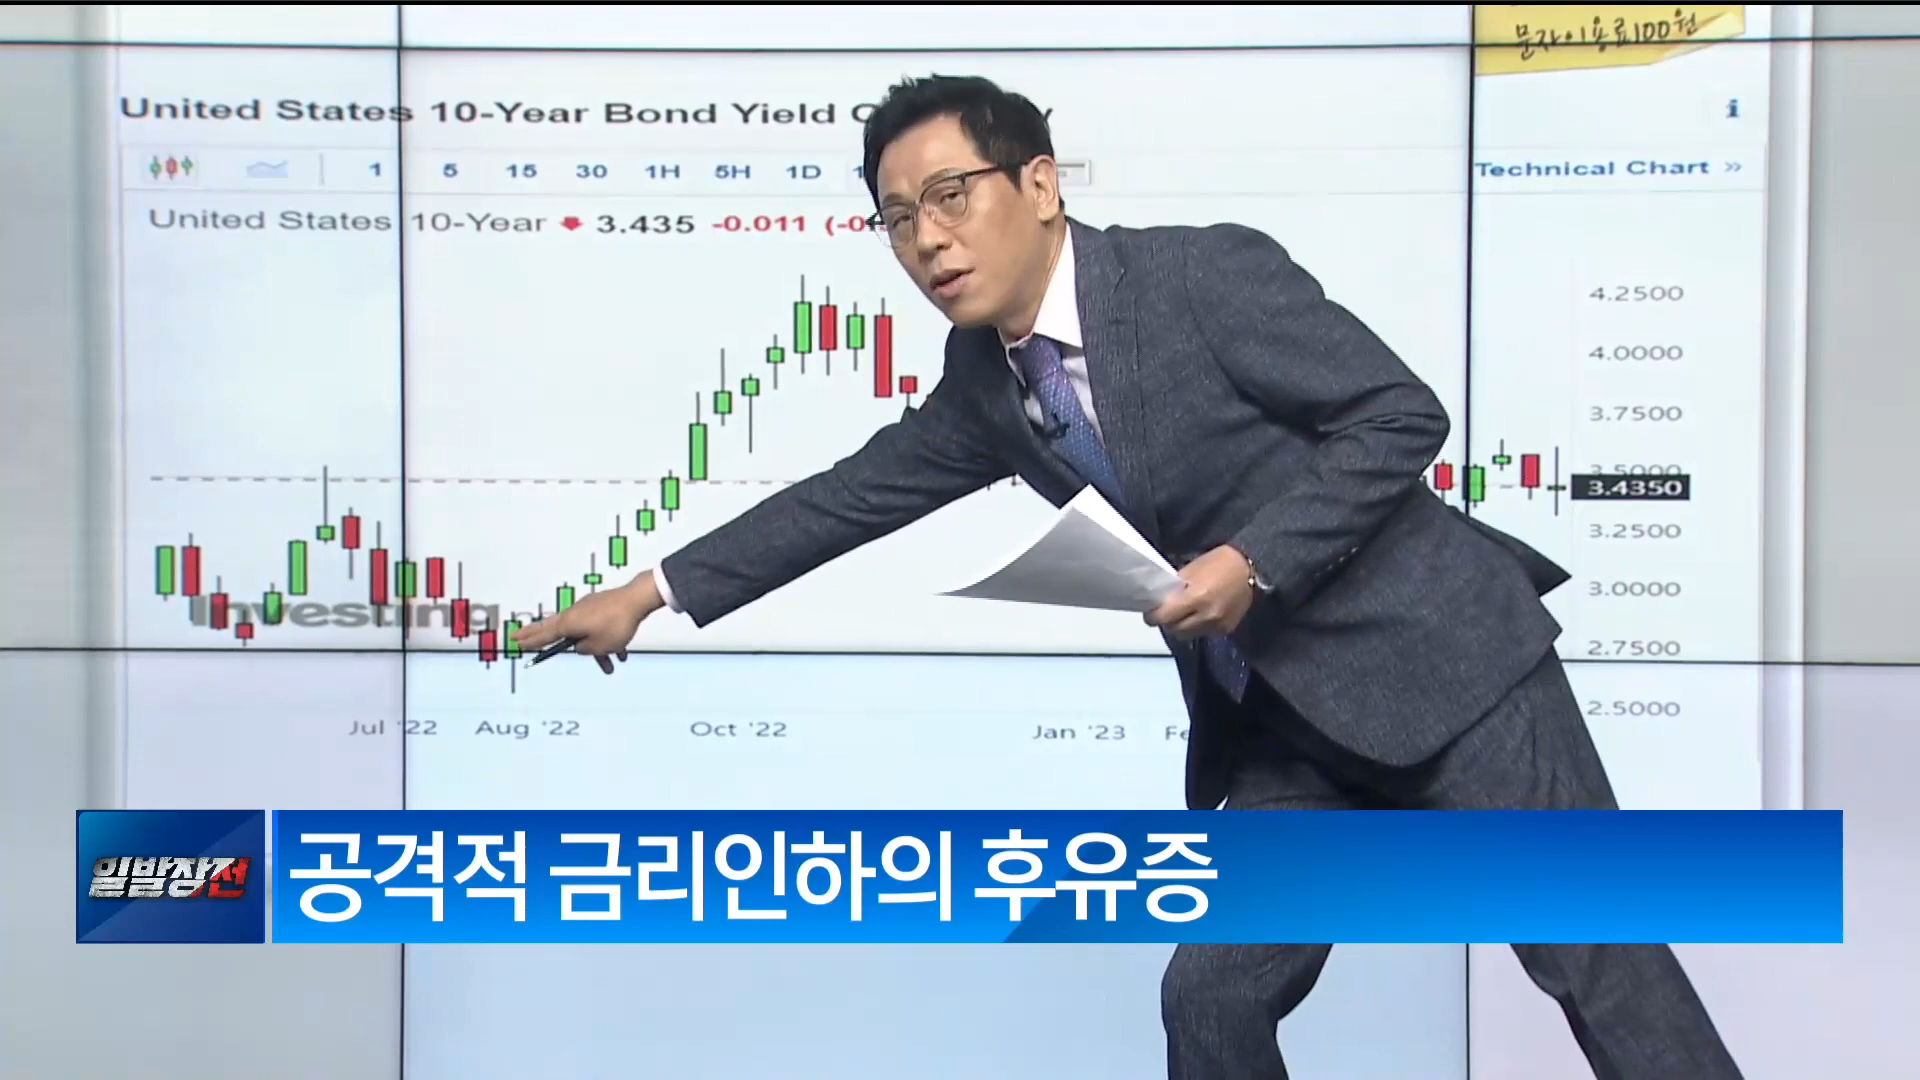 문자이용료100원
United States 10-Year Bond Yield
1 5 15 30 1H 5H 1D
Technical Chart »
United States 10-Year 3.435 -0.011
4.2500
4.0000
3.7500
3.5000
3.4350
3.2500
3.0000
2.7500
2.5000
Investing
Jul '22 Aug '22 Oct '22 Jan '23
일발장전
공격적 금리인하의 후유증